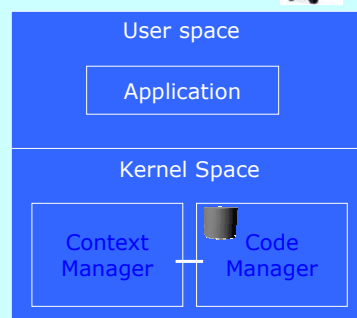 User space
Application
Kernel Space
Context
Manager
Code
Manager